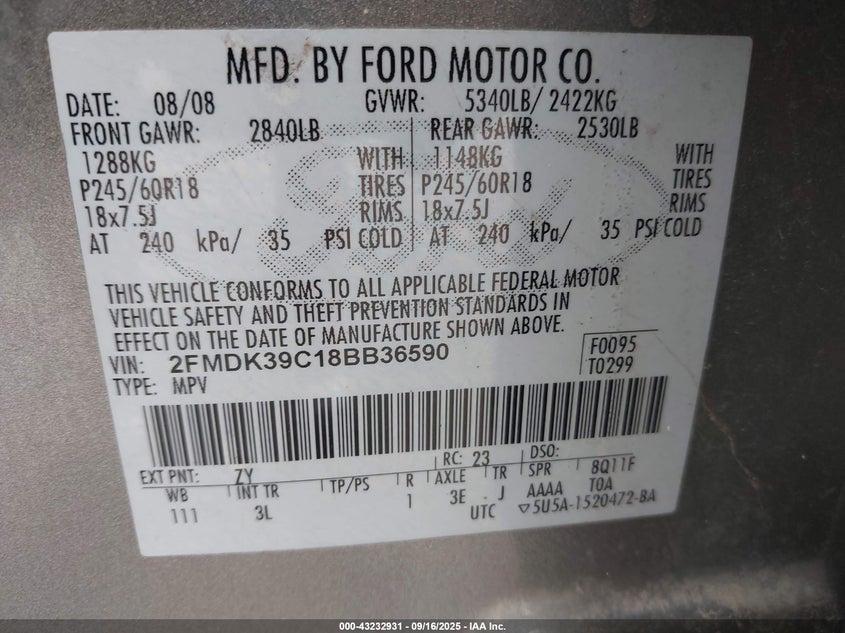 MFD. BY FORD MOTOR CO.
DATE: 08/08 GVWR: 5340LB/ 2422KG
FRONT GAWR: 2840LB REAR GAWR: 2530LB
1288KG WITH 1148KG WITH
P245/60R18 TIRES P245/60R18 TIRES
18x7.5J RIMS 18x7.5J RIMS
AT 240 kPa/ 35 PSI COLD AT 240 kPa/ 35 PSI COLD
THIS VEHICLE CONFORMS TO ALL APPLICABLE FEDERAL MOTOR
VEHICLE SAFETY AND THEFT PREVENTION STANDARDS IN
EFFECT ON THE DATE OF MANUFACTURE SHOWN ABOVE.
VIN: 2FMDK39C18BB36590 F0095
TYPE: MPV T0299
EXT PNT: ZY RC: 23 DSO:
WB INT TR TP/PS R AXLE TR SPR 8Q11F
111 3L 1 3E J AAAA T0A
UTC ▽5U5A-1520472-BA
Ford
000-43232931 - 09/16/2025 - IAA Inc.